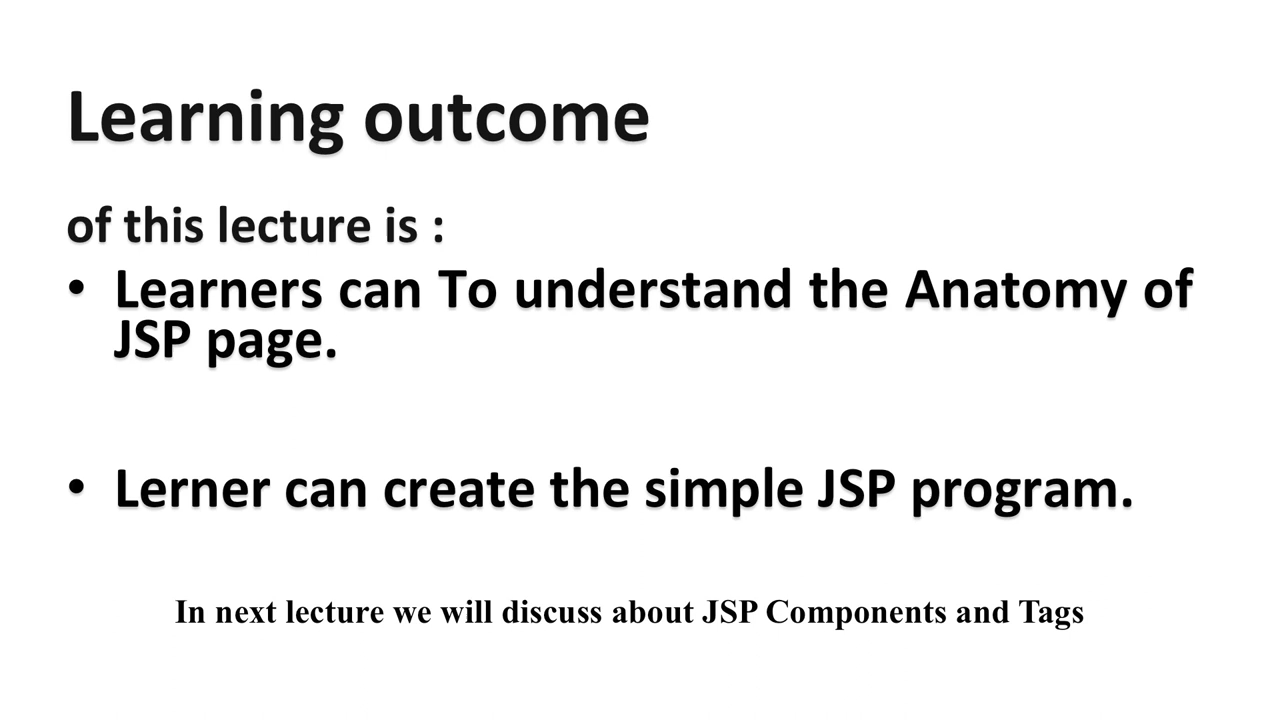 Learning outcome
of this lecture is :
• Learners can To understand the Anatomy of
JSP page.
• Lerner can create the simple JSP program.
In next lecture we will discuss about JSP Components and Tags